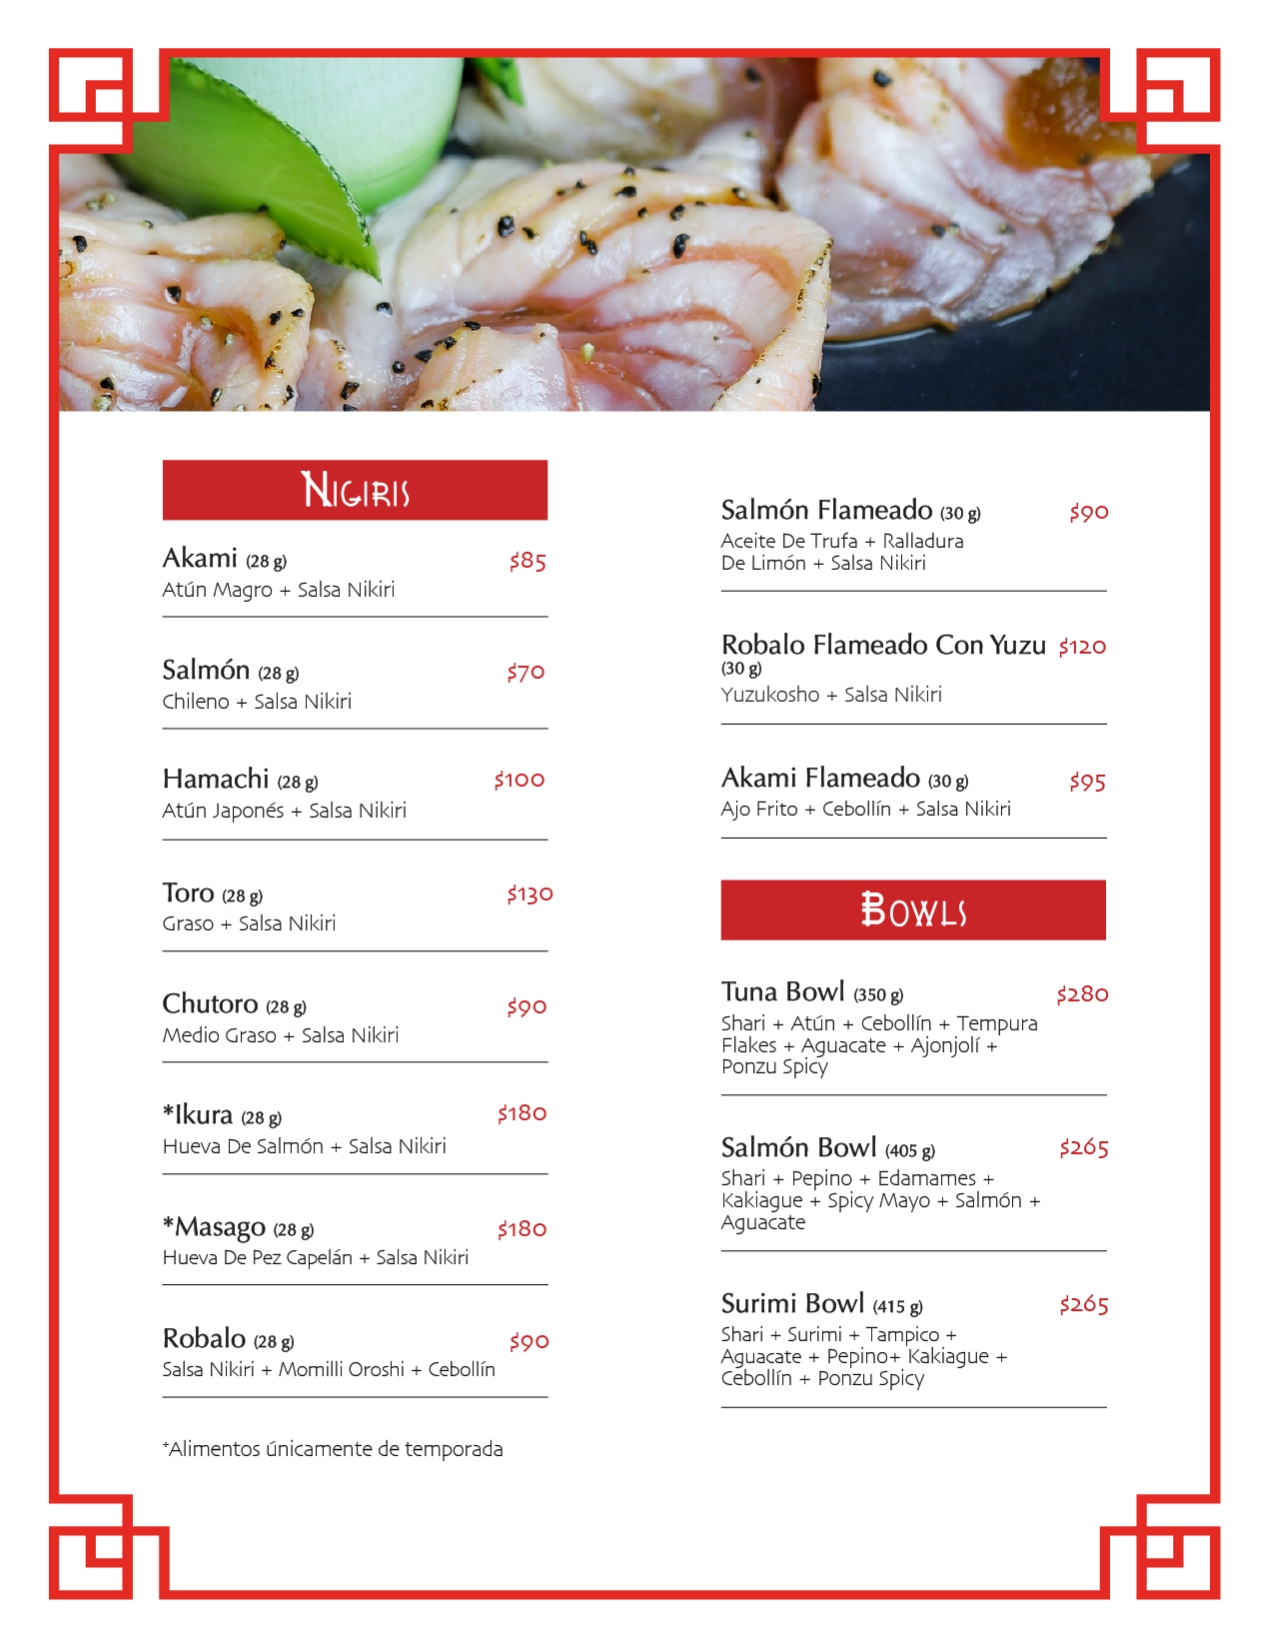 Nigiris
Akami (28 g) $85
Atún Magro + Salsa Nikiri
Salmón (28 g) $70
Chileno + Salsa Nikiri
Hamachi (28 g) $100
Atún Japonés + Salsa Nikiri
Toro (28 g) $130
Graso + Salsa Nikiri
Chutoro (28 g) $90
Medio Graso + Salsa Nikiri
*Ikura (28 g) $180
Hueva De Salmón + Salsa Nikiri
*Masago (28 g) $180
Hueva De Pez Capelán + Salsa Nikiri
Robalo (28 g) $90
Salsa Nikiri + Momilli Oroshi + Cebollín
*Alimentos únicamente de temporada
Salmón Flameado (30 g) $90
Aceite De Trufa + Ralladura
De Limón + Salsa Nikiri
Robalo Flameado Con Yuzu $120
(30 g)
Yuzukosho + Salsa Nikiri
Akami Flameado (30 g) $95
Ajo Frito + Cebollín + Salsa Nikiri
Bowls
Tuna Bowl (350 g) $280
Shari + Atún + Cebollín + Tempura
Flakes + Aguacate + Ajonjolí +
Ponzu Spicy
Salmón Bowl (405 g) $265
Shari + Pepino + Edamames +
Kakiague + Spicy Mayo + Salmón +
Aguacate
Surimi Bowl (415 g) $265
Shari + Surimi + Tampico +
Aguacate + Pepino+ Kakiague +
Cebollín + Ponzu Spicy